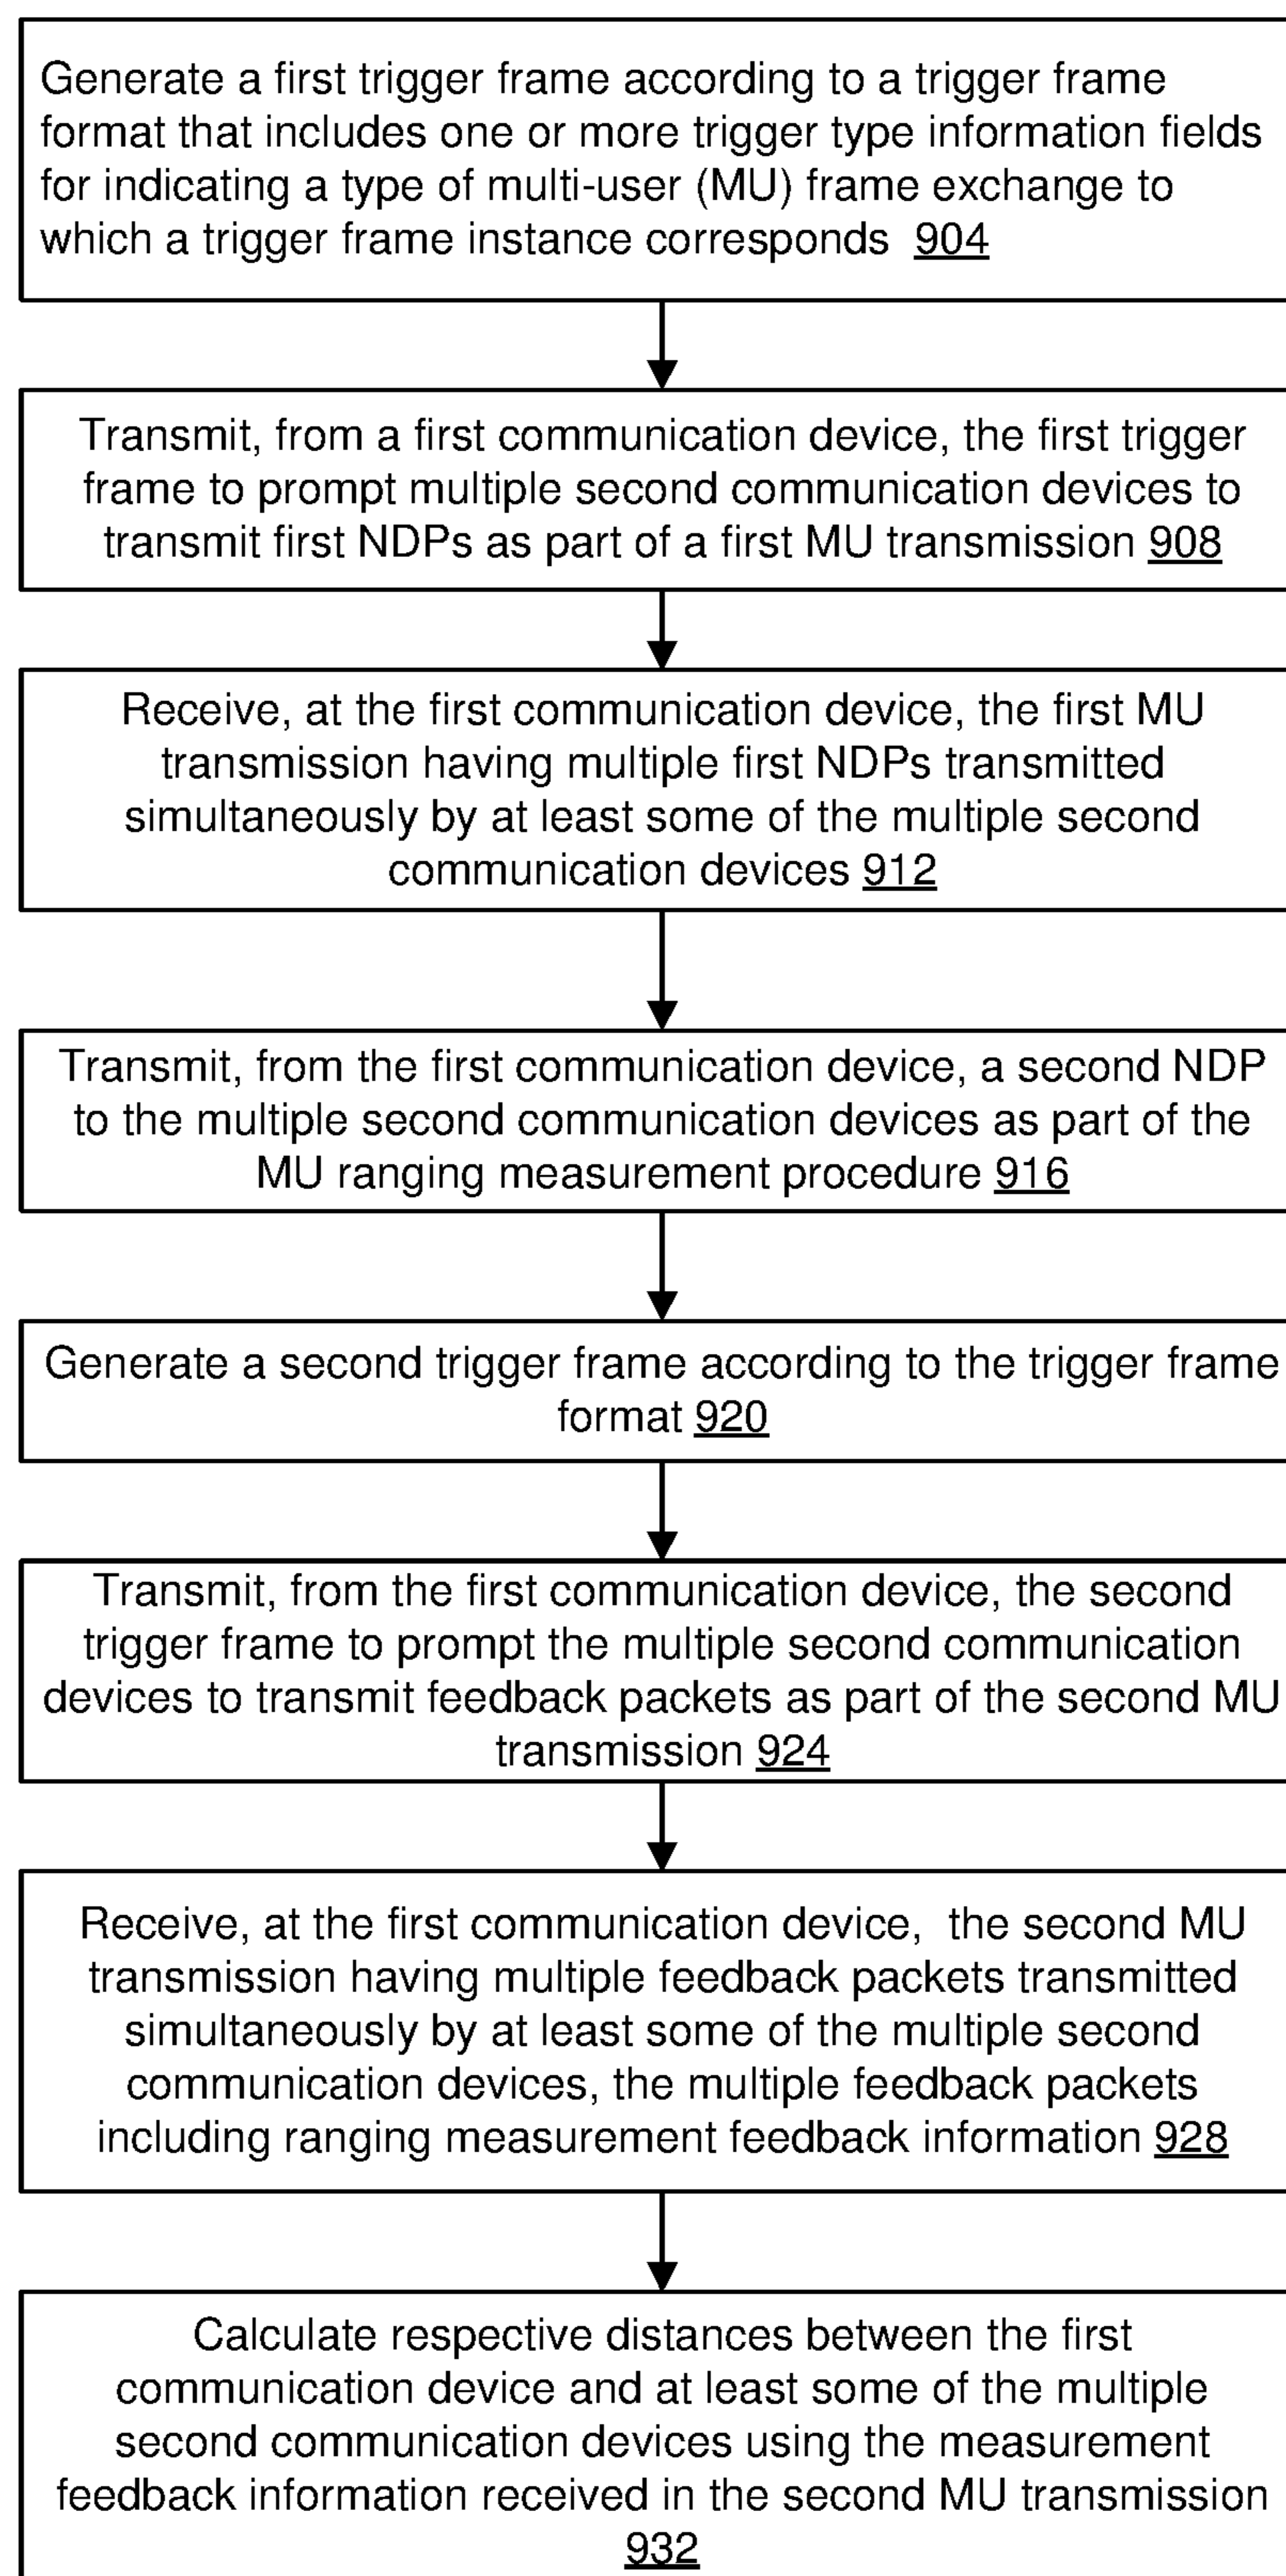 Generate a first trigger frame according to a trigger frame
format that includes one or more trigger type information fields
for indicating a type of multi-user (MU) frame exchange to
which a trigger frame instance corresponds 904
Transmit, from a first communication device, the first trigger
frame to prompt multiple second communication devices to
transmit first NDPs as part of a first MU transmission 908
Receive, at the first communication device, the first MU
transmission having multiple first NDPs transmitted
simultaneously by at least some of the multiple second
communication devices 912
Transmit, from the first communication device, a second NDP
to the multiple second communication devices as part of the
MU ranging measurement procedure 916
Generate a second trigger frame according to the trigger frame
format 920
Transmit, from the first communication device, the second
trigger frame to prompt the multiple second communication
devices to transmit feedback packets as part of the second MU
transmission 924
Receive, at the first communication device, the second MU
transmission having multiple feedback packets transmitted
simultaneously by at least some of the multiple second
communication devices, the multiple feedback packets
including ranging measurement feedback information 928
Calculate respective distances between the first
communication device and at least some of the multiple
second communication devices using the measurement
feedback information received in the second MU transmission
932